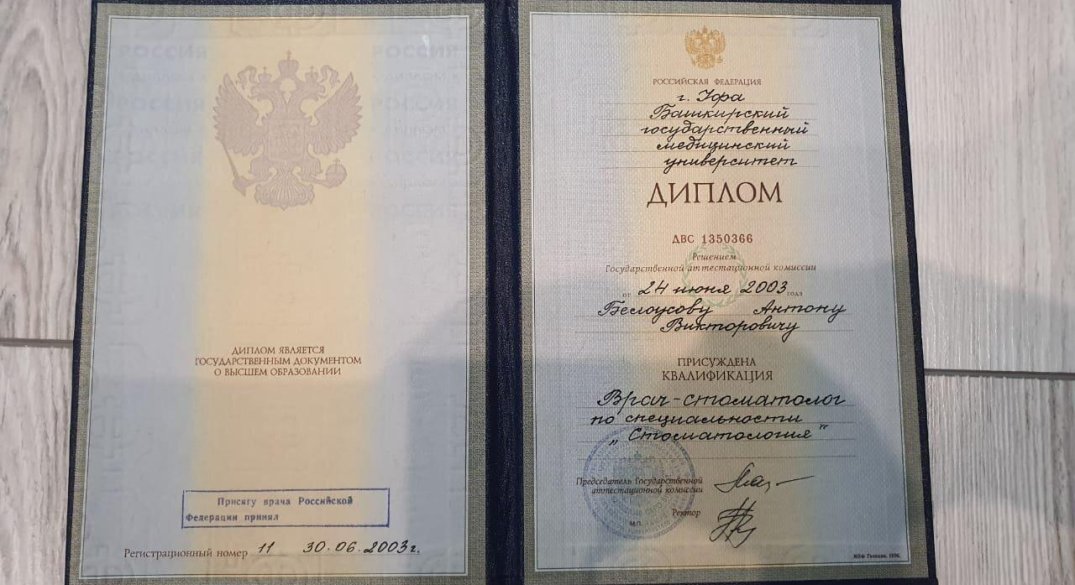 ДИПЛОМ ЯВЛЯЕТСЯ
ГОСУДАРСТВЕННЫМ ДОКУМЕНТОМ
О ВЫСШЕМ ОБРАЗОВАНИИ
Присягу врача Российской
Федерации принял
Регистрационный номер 11 30.06.2003г.
РОССИЙСКАЯ ФЕДЕРАЦИЯ
г. Уфа
Башкирский
государственный
медицинский
университет
ДИПЛОМ
ДВС 1350366
Решением
Государственной аттестационной комиссии
от 24 июня 2003 года
Белоусову Антону
Викторовичу
ПРИСУЖДЕНА
КВАЛИФИКАЦИЯ
Врач-стоматолог
по специальности
„Стоматология"
Председатель Государственной
аттестационной комиссии
Ректор
М.П.